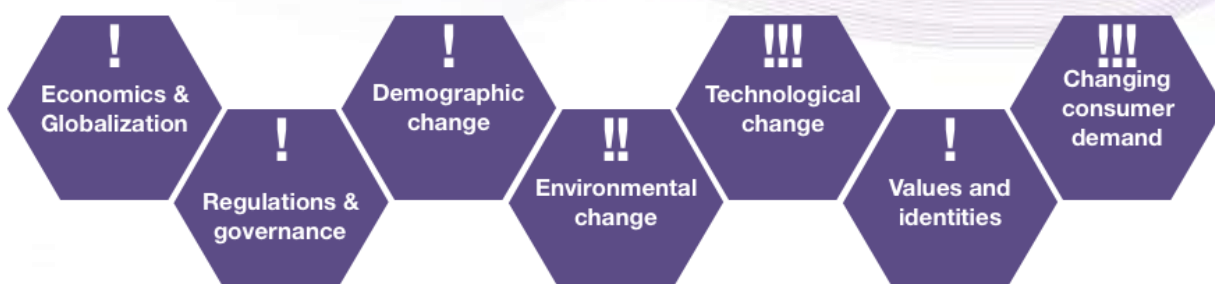 !
Economics &
Globalization
!
Regulations &
governance
!
Demographic
change
!!
Environmental
change
!!!
Technological
change
!
Values and
identities
!!!
Changing
consumer
demand